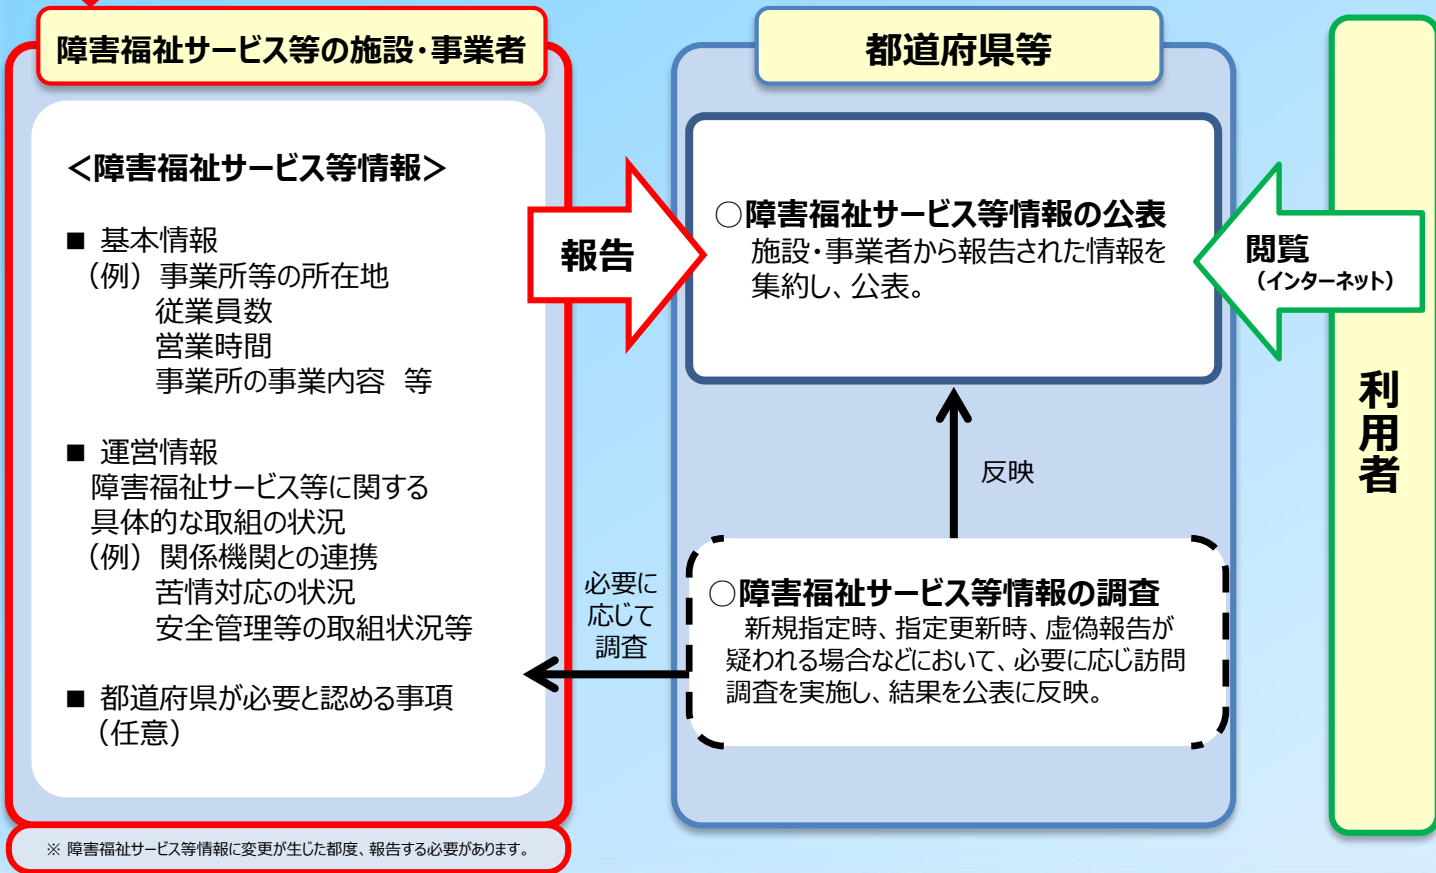 障害福祉サービス等の施設・事業者
＜障害福祉サービス等情報＞
■ 基本情報
（例）事業所等の所在地
従業員数
営業時間
事業所の事業内容　等
■ 運営情報
障害福祉サービス等に関する
具体的な取組の状況
（例）関係機関との連携
苦情対応の状況
安全管理等の取組状況等
■ 都道府県が必要と認める事項
（任意）
※ 障害福祉サービス等情報に変更が生じた都度、報告する必要があります。
報告
必要に
応じて
調査
都道府県等
○障害福祉サービス等情報の公表
施設・事業者から報告された情報を
集約し、公表。
反映
○障害福祉サービス等情報の調査
新規指定時、指定更新時、虚偽報告が
疑われる場合などにおいて、必要に応じ訪問
調査を実施し、結果を公表に反映。
閲覧
（インターネット）
利用者